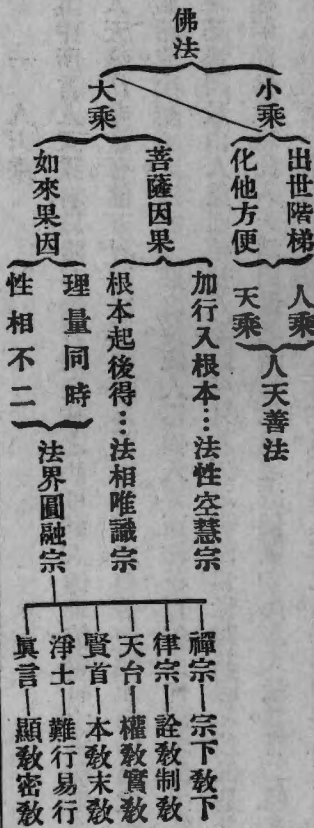 佛法
小乘
大乘
出世階梯
化他方便
菩薩因果
如來果因
人乘
天乘
人天善法
加行入根本…法性空慧宗
根本起後得…法相唯識宗
理量同時
性相不二
法界圓融宗
禪宗—宗下教下
律宗—詮教制教
天台—權教實教
賢首—本教末教
淨土—難行易行
眞言—顯教密教